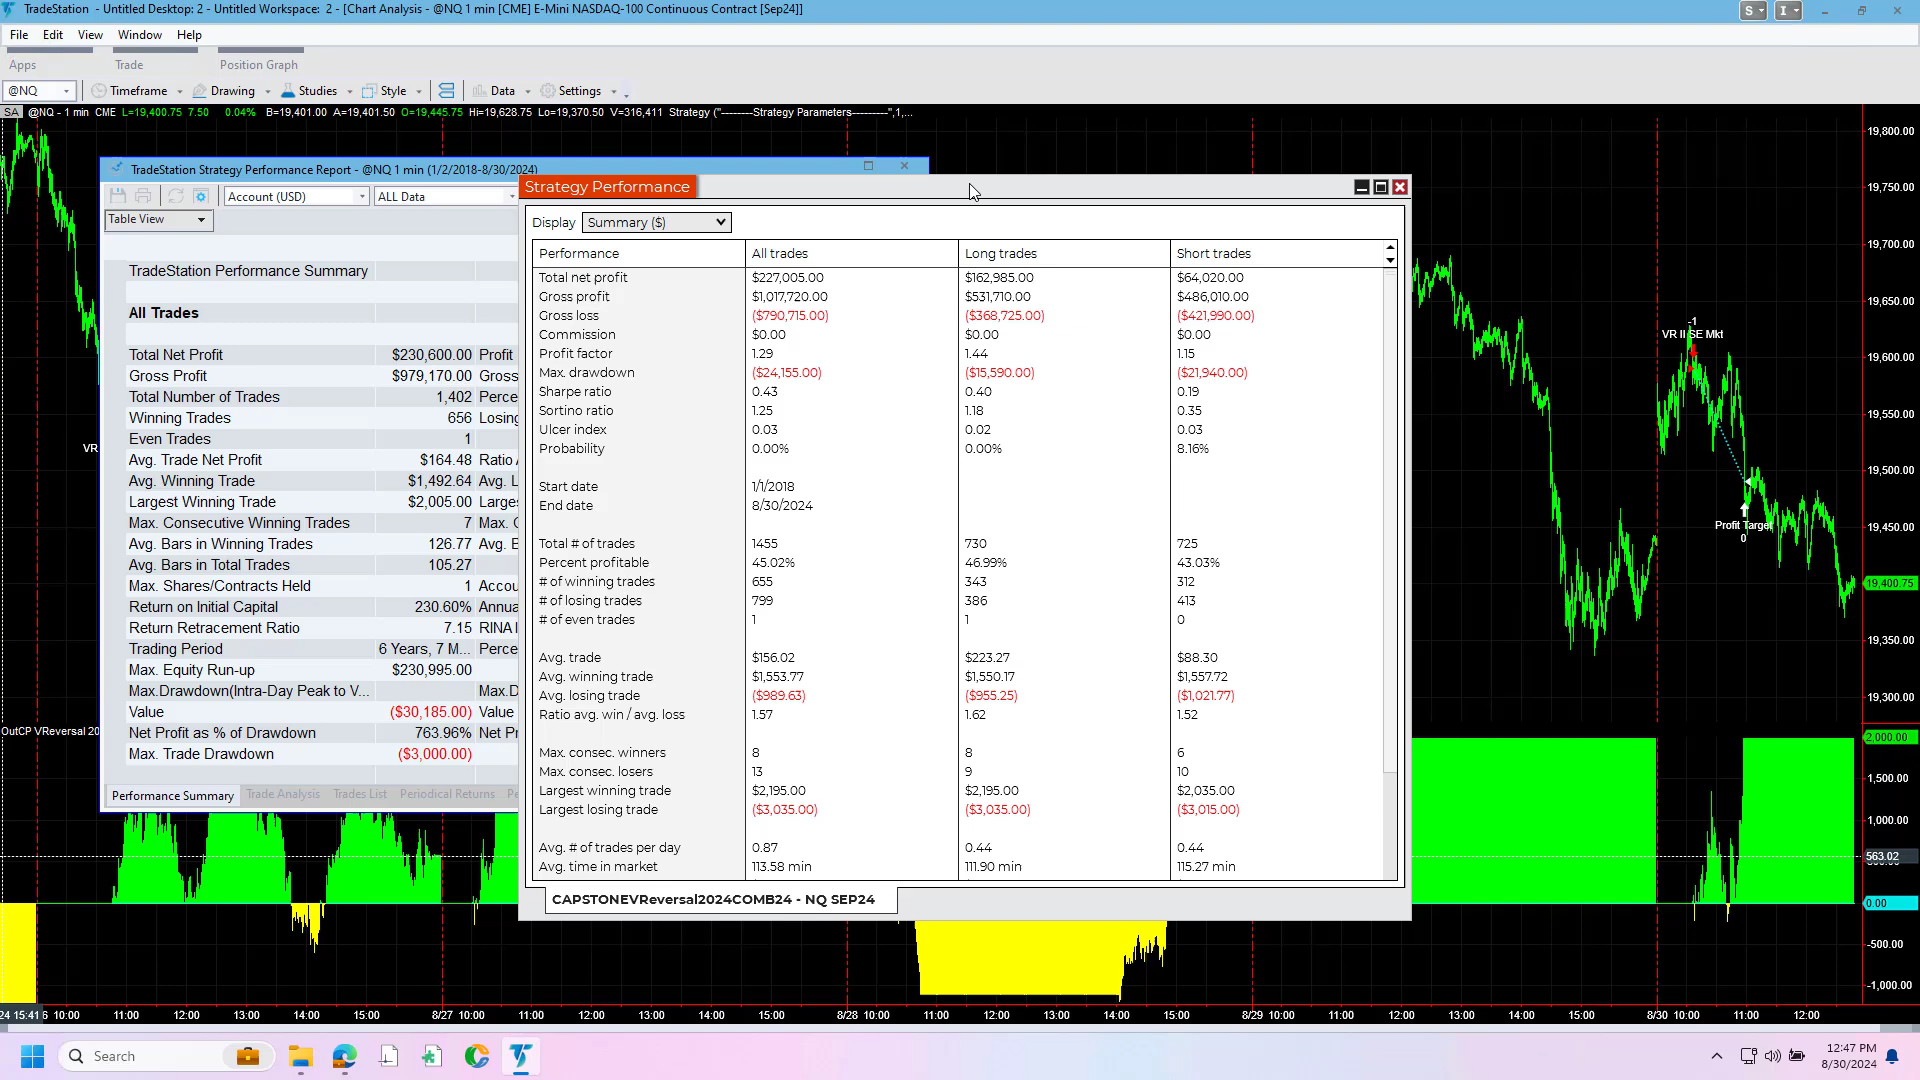 TradeStation - Untitled Desktop: 2 - Untitled Workspace: 2 - [Chart Analysis - @NQ 1 min [CME] E-Mini NASDAQ-100 Continuous Contract [Sep24]]
S I
File Edit View Window Help
Apps Trade Position Graph
@NQ Timeframe Drawing Studies Style Data Settings
SA @NQ - 1 min CME L=19,400.75 7.50 0.04% B=19,401.00 A=19,401.50 O=19,445.75 Hi=19,628.75 Lo=19,370.50 V=316,411 Strategy ("---------Strategy Parameters---------",1,...
TradeStation Strategy Performance Report - @NQ 1 min (1/2/2018-8/30/2024)
Account (USD) ALL Data
Table View
TradeStation Performance Summary
All Trades
Total Net Profit $230,600.00 Profit
Gross Profit $979,170.00 Gross
Total Number of Trades 1,402 Perce
Winning Trades 656 Losing
Even Trades 1
Avg. Trade Net Profit $164.48 Ratio
Avg. Winning Trade $1,492.64 Avg. L
Largest Winning Trade $2,005.00 Large
Max. Consecutive Winning Trades 7 Max. C
Avg. Bars in Winning Trades 126.77 Avg. E
Avg. Bars in Total Trades 105.27
Max. Shares/Contracts Held 1 Accou
Return on Initial Capital 230.60% Annua
Return Retracement Ratio 7.15 RINA I
Trading Period 6 Years, 7 M... Perce
Max. Equity Run-up $230,995.00
Max.Drawdown(Intra-Day Peak to V... Max.D
Value ($30,185.00) Value
Net Profit as % of Drawdown 763.96% Net Pr
Max. Trade Drawdown ($3,000.00)
Performance Summary Trade Analysis Trades List Periodical Returns Pe
Strategy Performance
Display Summary ($)
Performance All trades Long trades Short trades
Total net profit $227,005.00 $162,985.00 $64,020.00
Gross profit $1,017,720.00 $531,710.00 $486,010.00
Gross loss ($790,715.00) ($368,725.00) ($421,990.00)
Commission $0.00 $0.00 $0.00
Profit factor 1.29 1.44 1.15
Max. drawdown ($24,155.00) ($15,590.00) ($21,940.00)
Sharpe ratio 0.43 0.40 0.19
Sortino ratio 1.25 1.18 0.35
Ulcer index 0.03 0.02 0.03
Probability 0.00% 0.00% 8.16%
Start date 1/1/2018
End date 8/30/2024
Total # of trades 1455 730 725
Percent profitable 45.02% 46.99% 43.03%
# of winning trades 655 343 312
# of losing trades 799 386 413
# of even trades 1 1 0
Avg. trade $156.02 $223.27 $88.30
Avg. winning trade $1,553.77 $1,550.17 $1,557.72
Avg. losing trade ($989.63) ($955.25) ($1,021.77)
Ratio avg. win / avg. loss 1.57 1.62 1.52
Max. consec. winners 8 8 6
Max. consec. losers 13 9 10
Largest winning trade $2,195.00 $2,195.00 $2,035.00
Largest losing trade ($3,035.00) ($3,035.00) ($3,015.00)
Avg. # of trades per day 0.87 0.44 0.44
Avg. time in market 113.58 min 111.90 min 115.27 min
CAPSTONEVReversal2024COMB24 - NQ SEP24
VR
-1
VR II SE Mkt
Profit Target
0
19,800.00
19,750.00
19,700.00
19,650.00
19,600.00
19,550.00
19,500.00
19,450.00
19,400.75
19,350.00
19,300.00
OutCP VReversal 20
2,000.00
1,500.00
1,000.00
563.02
0.00
-500.00
-1,000.00
24 15:41 6 10:00 11:00 12:00 13:00 14:00 15:00 8/27 10:00 11:00 12:00 13:00 14:00 15:00 8/28 10:00 11:00 12:00 13:00 14:00 15:00 8/29 10:00 11:00 12:00 13:00 14:00 15:00 8/30 10:00 11:00 12:00
Search
12:47 PM
8/30/2024